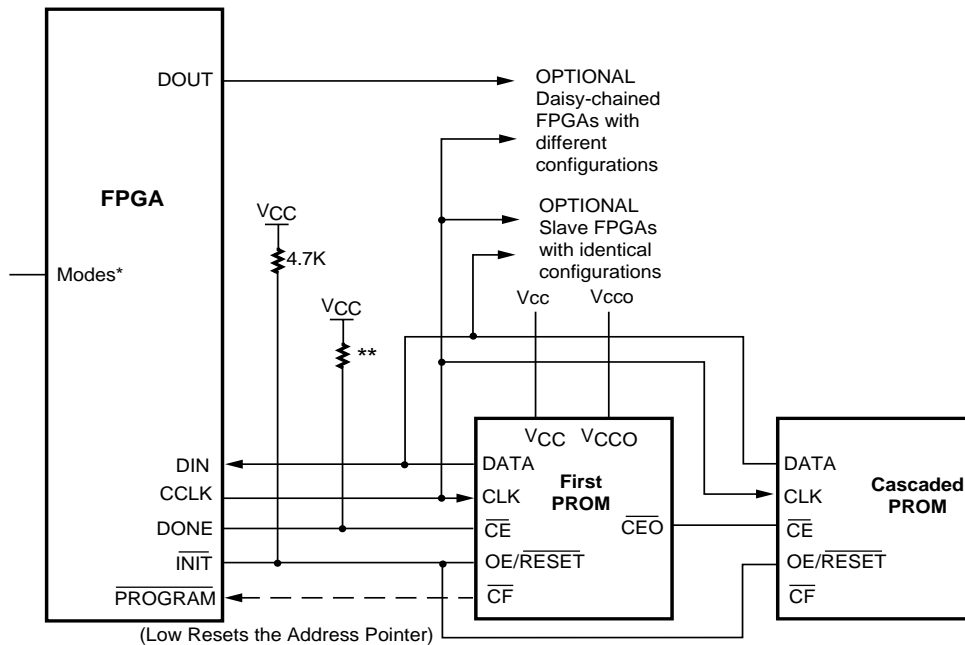 DOUT
OPTIONAL
Daisy-chained
FPGAs with
different
configurations
FPGA
VCC
4.7K
OPTIONAL
Slave FPGAs
with identical
configurations
Modes*
Vcc
Vcco
VCC
**
VCC
VCCO
DIN
DATA
First
PROM
DATA
CCLK
CLK
CLK
Cascaded
PROM
DONE
CE
CEO
CE
INIT
OE/RESET
OE/RESET
PROGRAM
CF
CF
(Low Resets the Address Pointer)